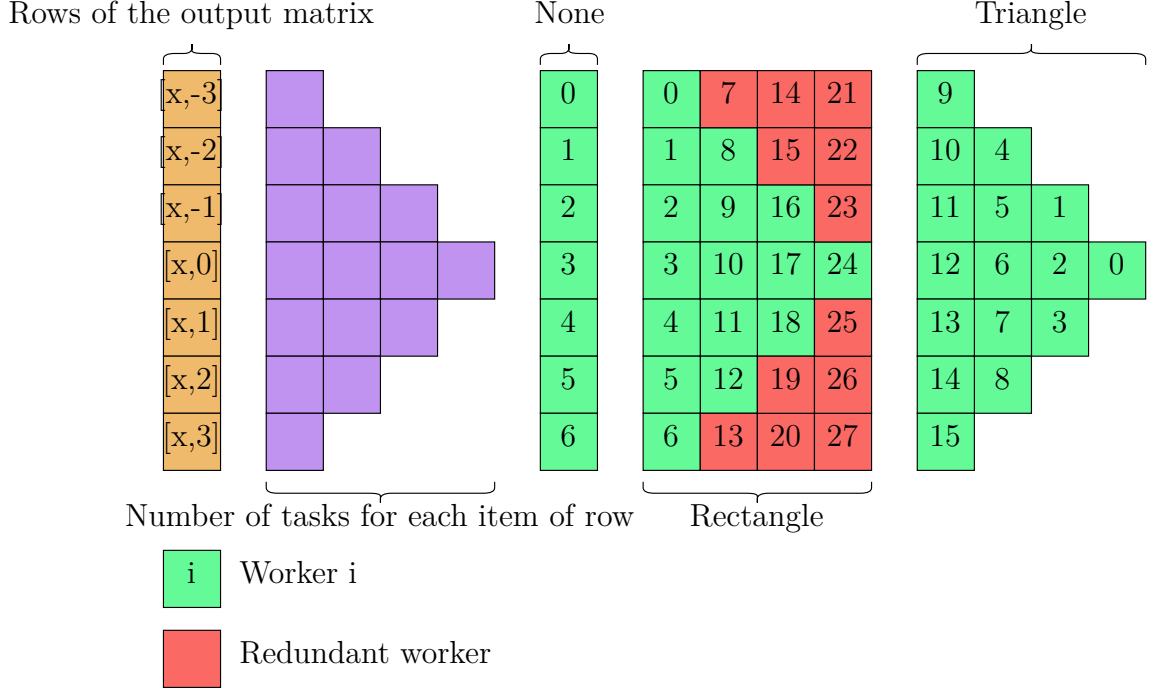 Rows of the output matrix None Triangle
[x,-3] 0 0 7 14 21 9
[x,-2] 1 1 8 15 22 10 4
[x,-1] 2 2 9 16 23 11 5 1
[x,0] 3 3 10 17 24 12 6 2 0
[x,1] 4 4 11 18 25 13 7 3
[x,2] 5 5 12 19 26 14 8
[x,3] 6 6 13 20 27 15
Number of tasks for each item of row Rectangle
i Worker i
Redundant worker